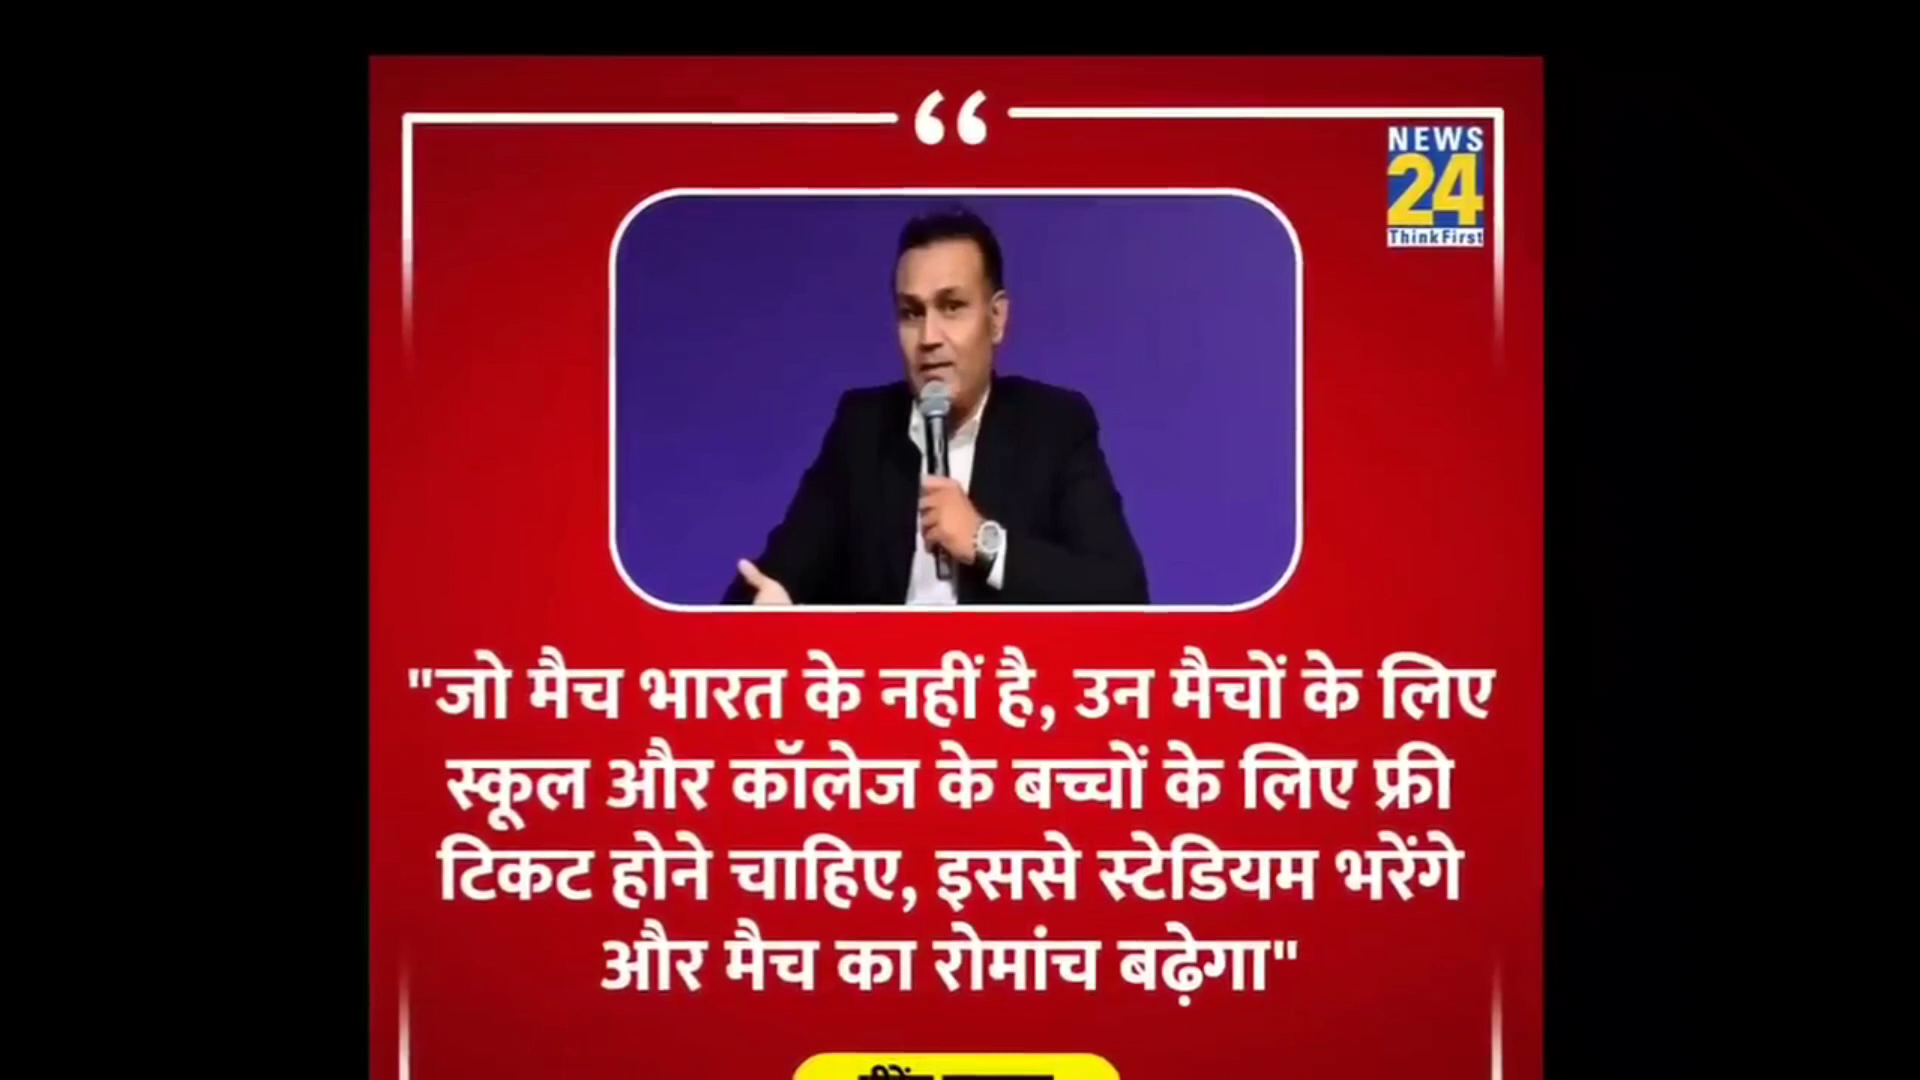 NEWS
24
ThinkFirst
"जो मैच भारत के नहीं है, उन मैचों के लिए
स्कूल और कॉलेज के बच्चों के लिए फ्री
टिकट होने चाहिए, इससे स्टेडियम भरेंगे
और मैच का रोमांच बढ़ेगा"